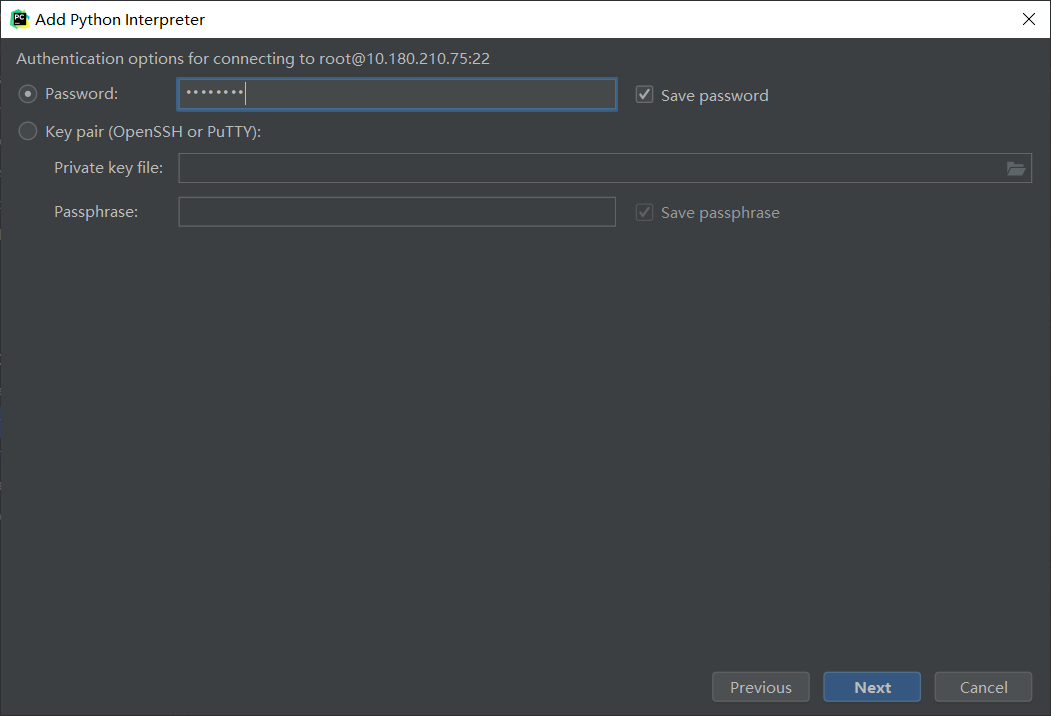 PC
Add Python Interpreter
Authentication options for connecting to root@10.180.210.75:22
Password: •••••••• Save password
Key pair (OpenSSH or PuTTY):
Private key file:
Passphrase: Save passphrase
Previous Next Cancel